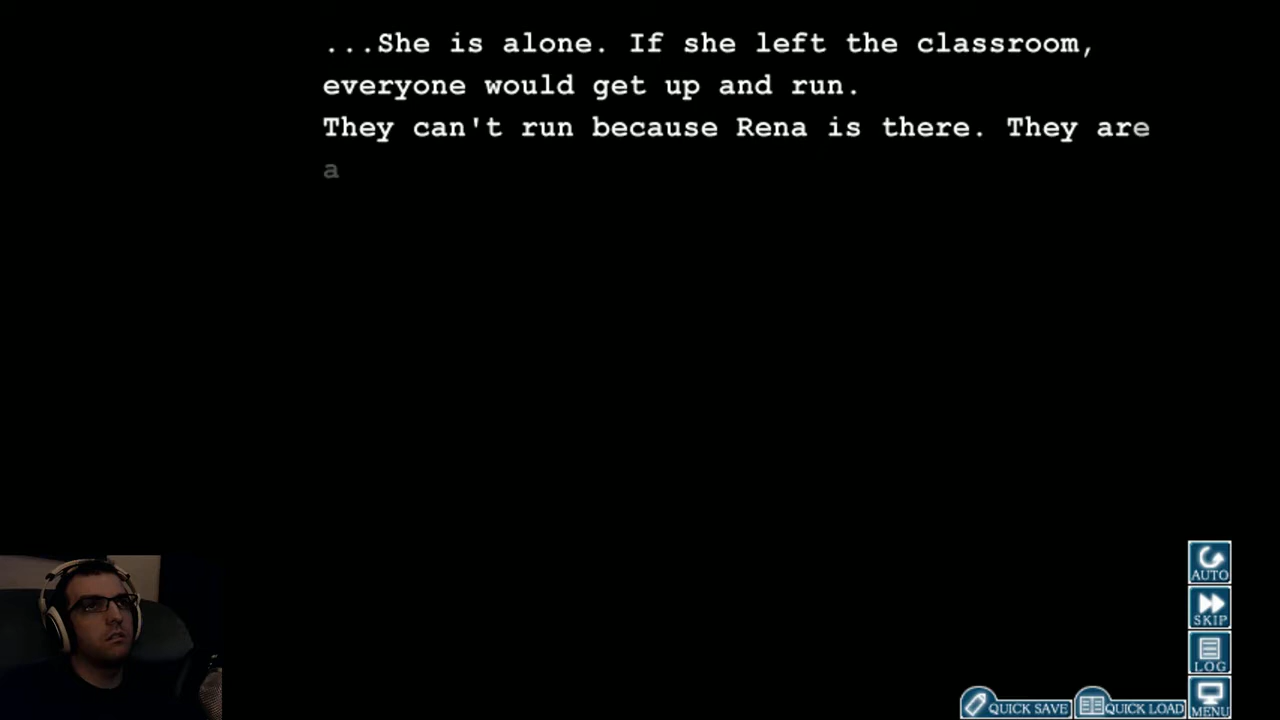 ...She is alone. If she left the classroom,
everyone would get up and run.
They can't run because Rena is there. They are
a
AUTO
SKIP
LOG
QUICK SAVE
QUICK LOAD
MENU